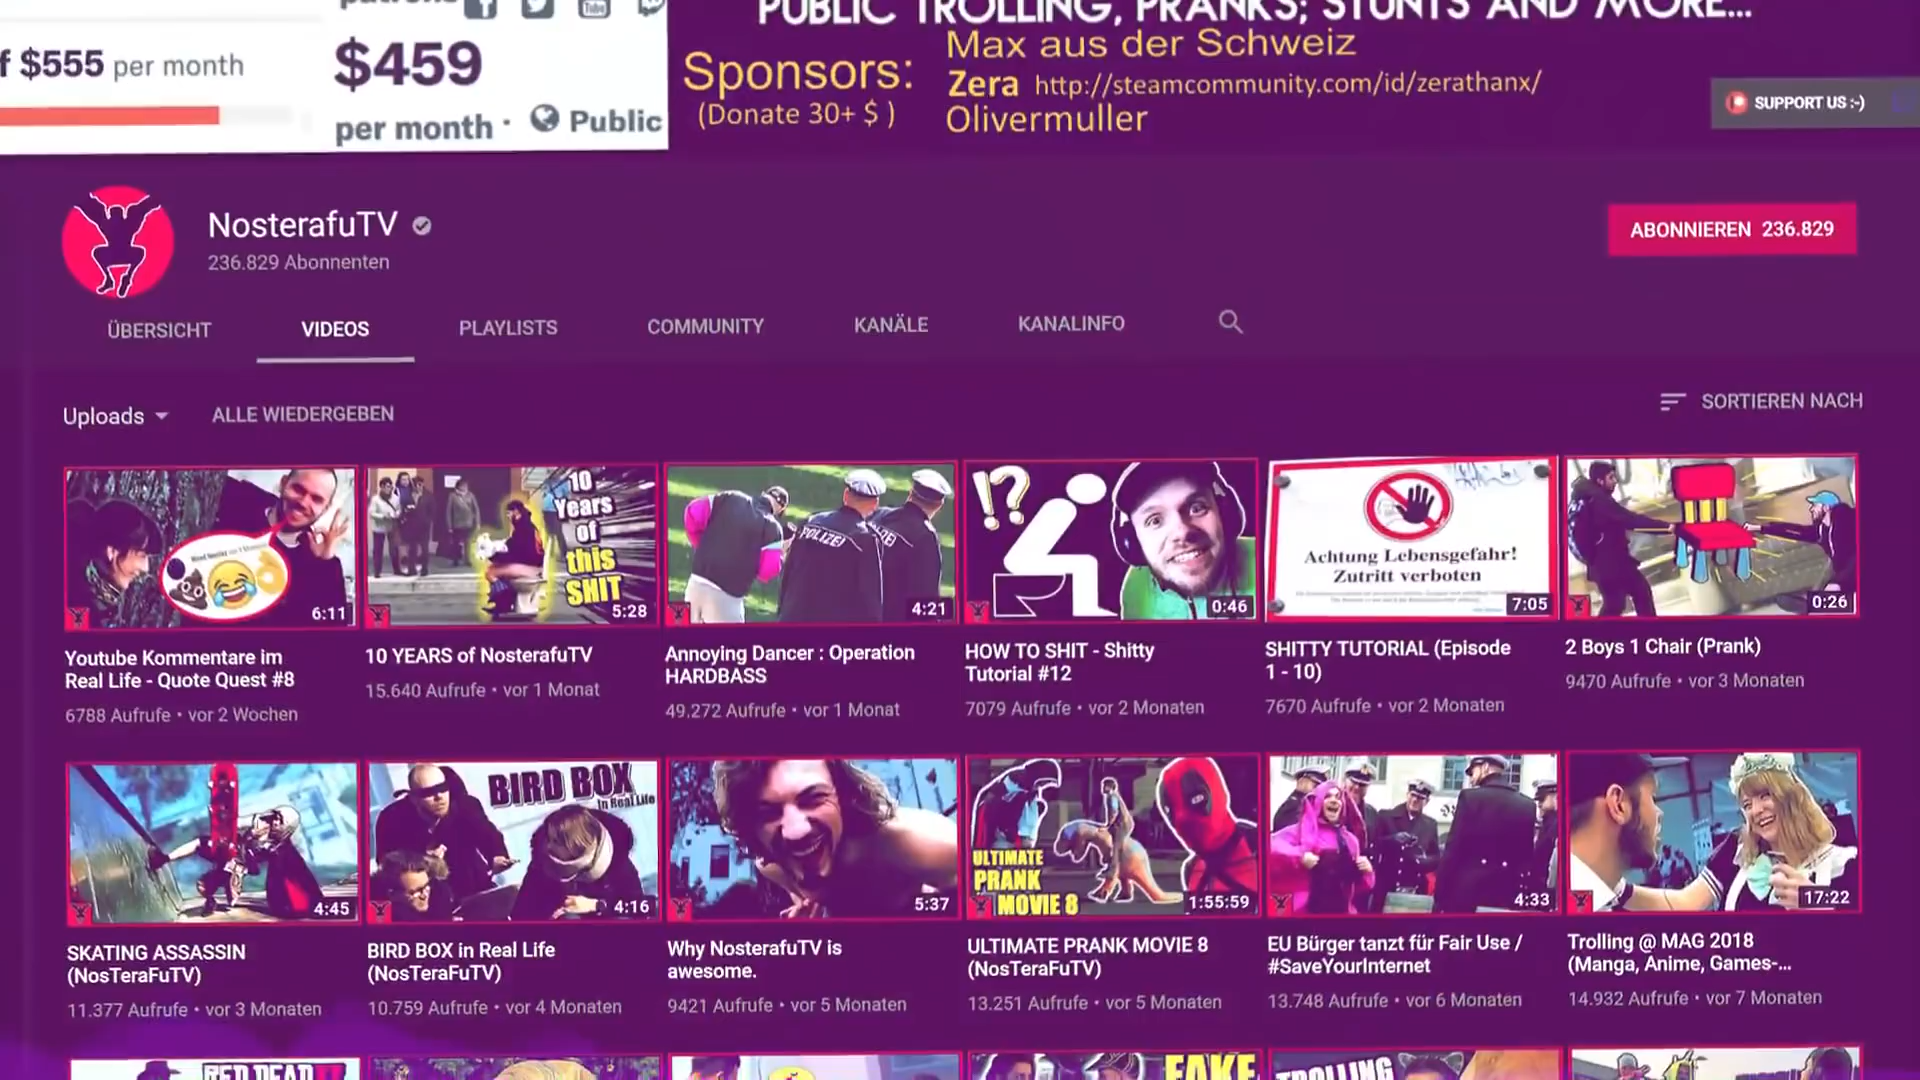 PUBLIC TROLLING, PRANKS, STUNTS AND MORE...
f $555 per month
$459
per month · Public
Sponsors:
(Donate 30+ $ )
Max aus der Schweiz
Zera http://steamcommunity.com/id/zerathanx/
Olivermuller
SUPPORT US :-)
NosterafuTV
236.829 Abonnenten
ABONNIEREN 236.829
ÜBERSICHT VIDEOS PLAYLISTS COMMUNITY KANÄLE KANALINFO
Uploads ALLE WIEDERGEBEN
SORTIEREN NACH
6:11
10
Years
of
this
SHIT
5:28
POLIZEI
4:21
!?
0:46
Achtung Lebensgefahr!
Zutritt verboten
7:05
0:26
Youtube Kommentare im
Real Life - Quote Quest #8
6788 Aufrufe • vor 2 Wochen
10 YEARS of NosterafuTV
15.640 Aufrufe • vor 1 Monat
Annoying Dancer : Operation
HARDBASS
49.272 Aufrufe • vor 1 Monat
HOW TO SHIT - Shitty
Tutorial #12
7079 Aufrufe • vor 2 Monaten
SHITTY TUTORIAL (Episode
1 - 10)
7670 Aufrufe • vor 2 Monaten
2 Boys 1 Chair (Prank)
9470 Aufrufe • vor 3 Monaten
4:45
BIRD BOX
In Real Life
4:16
5:37
ULTIMATE
PRANK
MOVIE 8
1:55:59
4:33
17:22
SKATING ASSASSIN
(NosTeraFuTV)
11.377 Aufrufe • vor 3 Monaten
BIRD BOX in Real Life
(NosTeraFuTV)
10.759 Aufrufe • vor 4 Monaten
Why NosterafuTV is
awesome.
9421 Aufrufe • vor 5 Monaten
ULTIMATE PRANK MOVIE 8
(NosTeraFuTV)
13.251 Aufrufe • vor 5 Monaten
EU Bürger tanzt für Fair Use /
#SaveYourInternet
13.748 Aufrufe • vor 6 Monaten
Trolling @ MAG 2018
(Manga, Anime, Games-...
14.932 Aufrufe • vor 7 Monaten
RED DEAD
FAKE
TROLLING